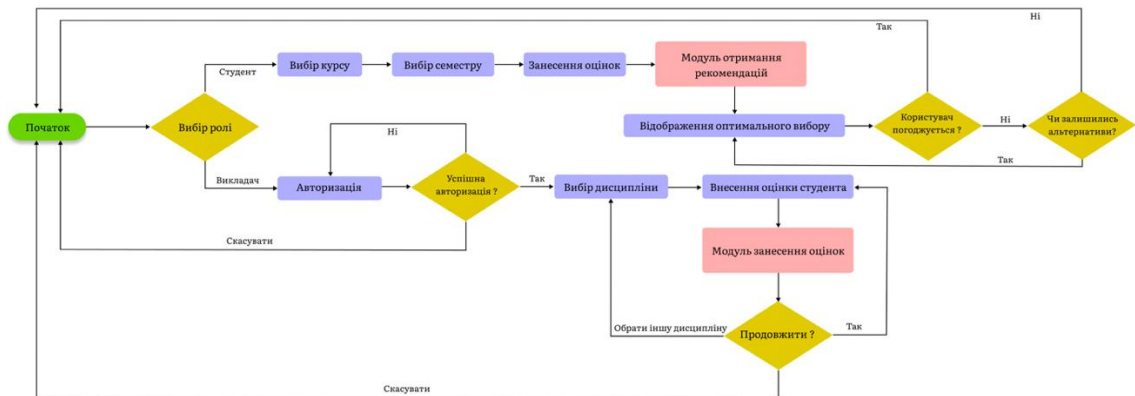 Ні
Так
Студент
Вибір курсу
Вибір семестру
Занесення оцінок
Модуль отримання
рекомендацій
Початок
Вибір ролі
Ні
Відображення оптимального вибору
Користувач
погоджується ?
Ні
Чи залишились
альтернативи?
Так
Викладач
Авторизація
Успішна
авторизація ?
Так
Вибір дисципліни
Внесення оцінки студента
Скасувати
Модуль занесення оцінок
Обрати іншу дисципліну
Продовжити ?
Так
Скасувати